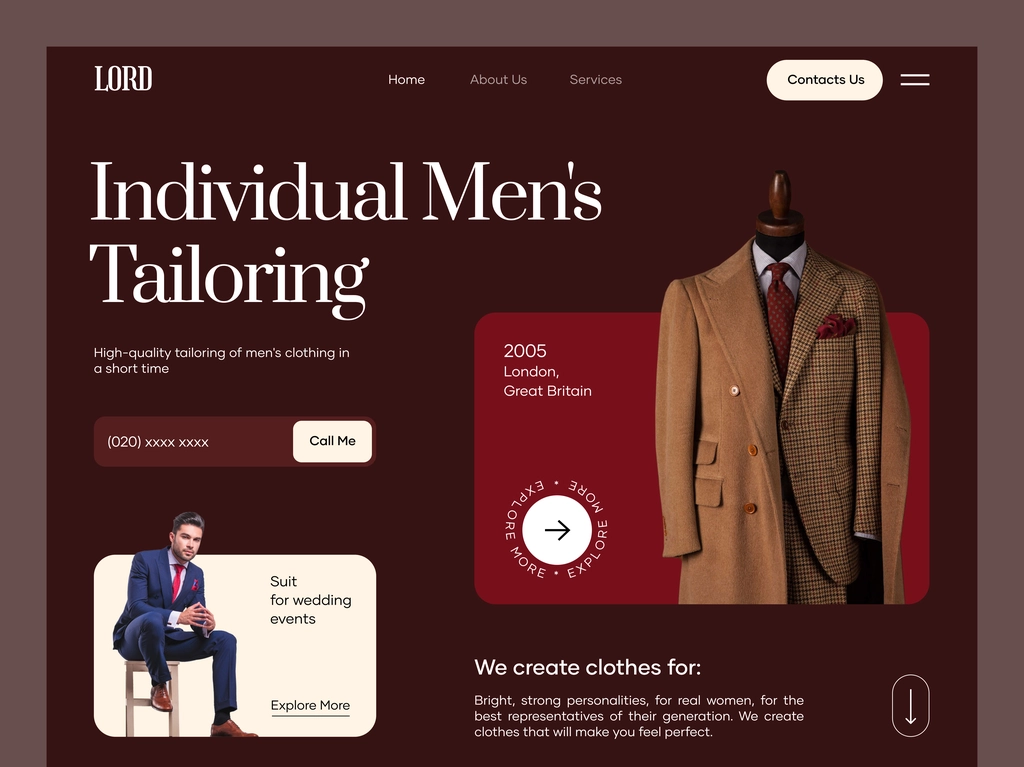 LORD
Home
About Us
Services
Contacts Us
Individual Men's
Tailoring
High-quality tailoring of men's clothing in
a short time
(020) xxxx xxxx
Call Me
2005
London,
Great Britain
EXPLORE MORE * EXPLORE MORE *
Suit
for wedding
events
Explore More
We create clothes for:
Bright, strong personalities, for real women, for the
best representatives of their generation. We create
clothes that will make you feel perfect.